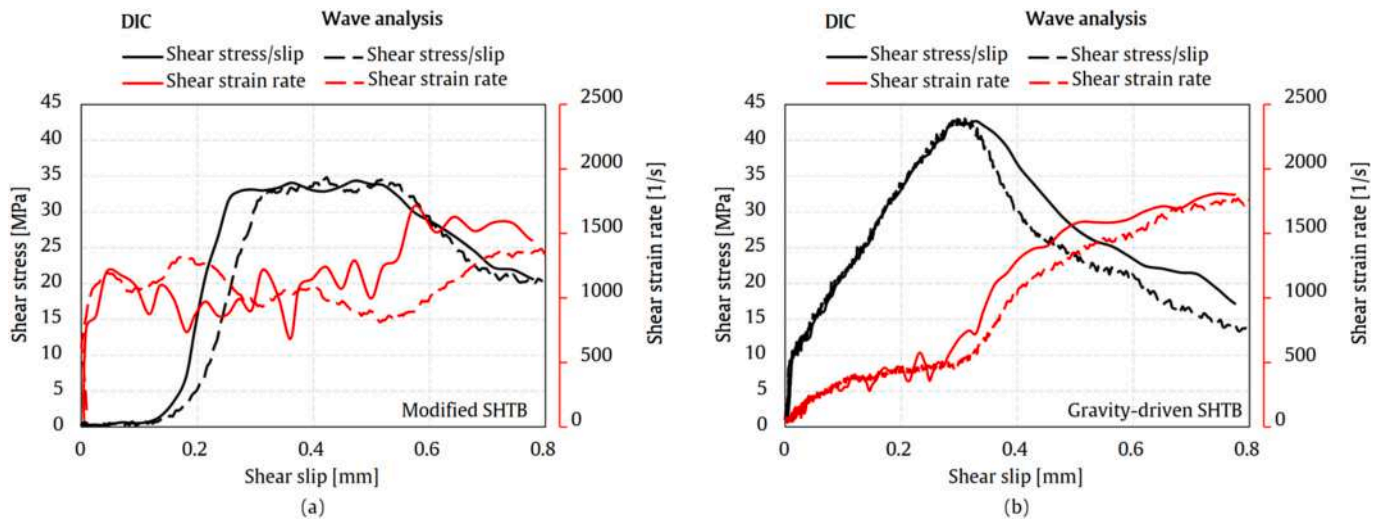 DIC Wave analysis
Shear stress/slip Shear stress/slip
Shear strain rate Shear strain rate
45 2500
40
35 2000
30
25 1500
20
15 1000
10
5 500
0 0
Shear stress [MPa]
Shear strain rate [1/s]
Modified SHTB
0 0.2 0.4 0.6 0.8
Shear slip [mm]
(a)
DIC Wave analysis
Shear stress/slip Shear stress/slip
Shear strain rate Shear strain rate
45 2500
40
35 2000
30
25 1500
20
15 1000
10
5 500
0 0
Shear stress [MPa]
Shear strain rate [1/s]
Gravity-driven SHTB
0 0.2 0.4 0.6 0.8
Shear slip [mm]
(b)